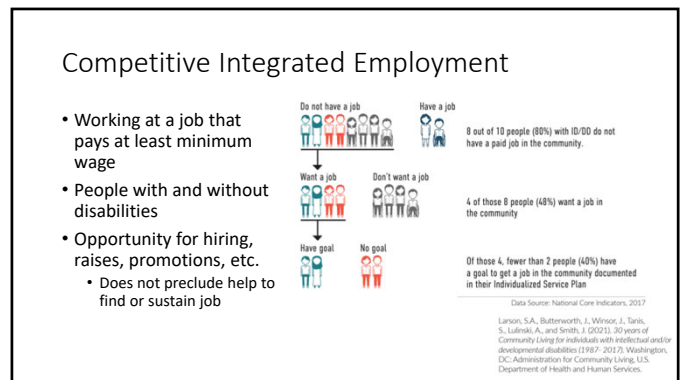 Competitive Integrated Employment
• Working at a job that
pays at least minimum
wage
• People with and without
disabilities
• Opportunity for hiring,
raises, promotions, etc.
• Does not preclude help to
find or sustain job
Do not have a job
Have a job
8 out of 10 people (80%) with ID/DD do not
have a paid job in the community.
Want a job
Don't want a job
4 of those 8 people (48%) want a job in
the community
Have goal
No goal
Of those 4, fewer than 2 people (40%) have
a goal to get a job in the community documented
in their Individualized Service Plan
Data Source: National Core Indicators, 2017
Larson, S.A., Butterworth, J., Winsor, J., Tanis,
S., Lulinski, A., and Smith, J. (2021). 30 years of
Community Living for individuals with intellectual and/or
developmental disabilities (1987- 2017). Washington,
DC: Administration for Community Living, U.S.
Department of Health and Human Services.